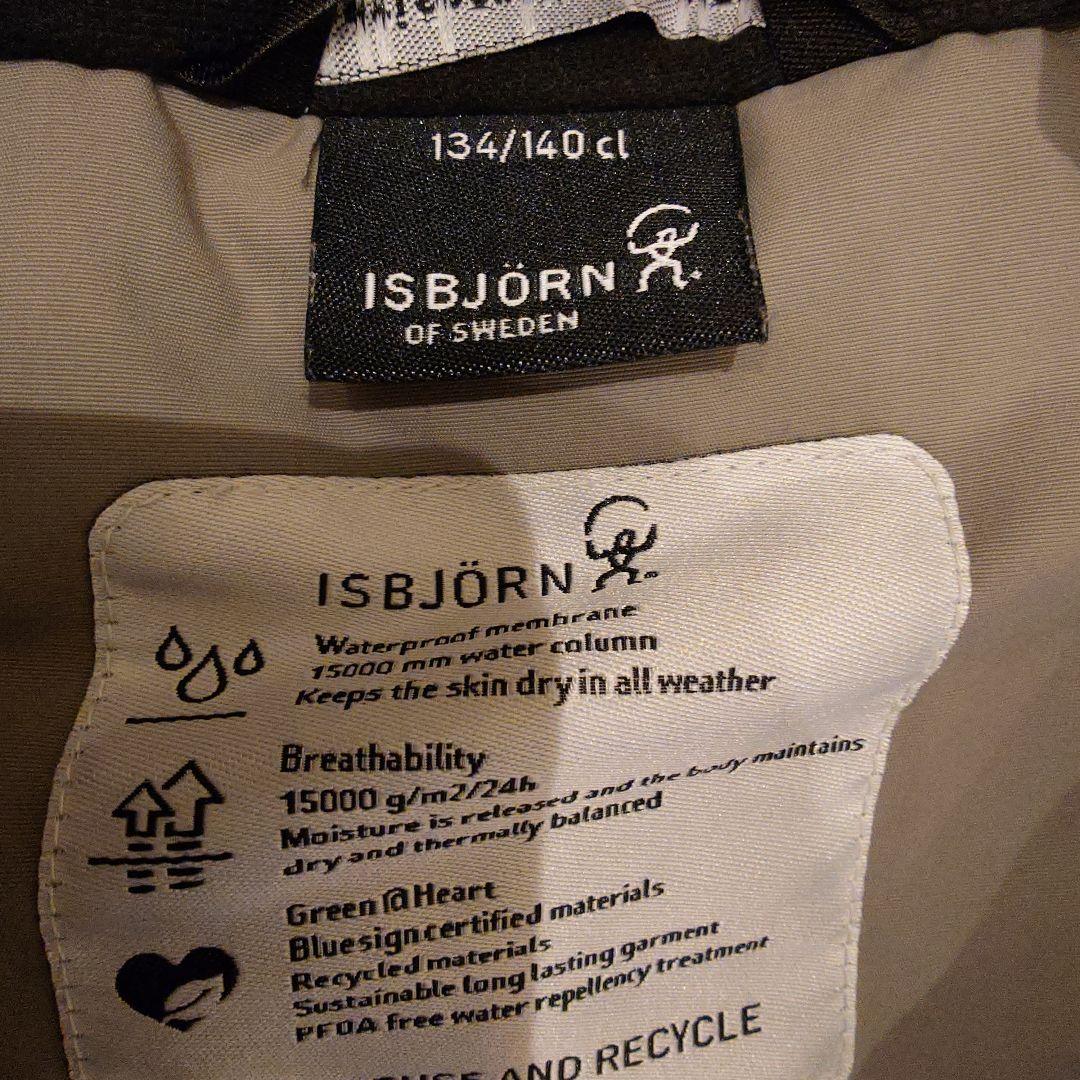 134/140 cl
ISBJÖRN
OF SWEDEN
ISBJÖRN
Waterproof membrane
15000 mm water column
Keeps the skin dry in all weather
Breathability
15000 g/m2/24h
Moisture is released and the body maintains
dry and thermally balanced
Green @ Heart
Bluesign certified materials
Recycled materials
Sustainable long lasting garment
PFOA free water repellency treatment
AND RECYCLE